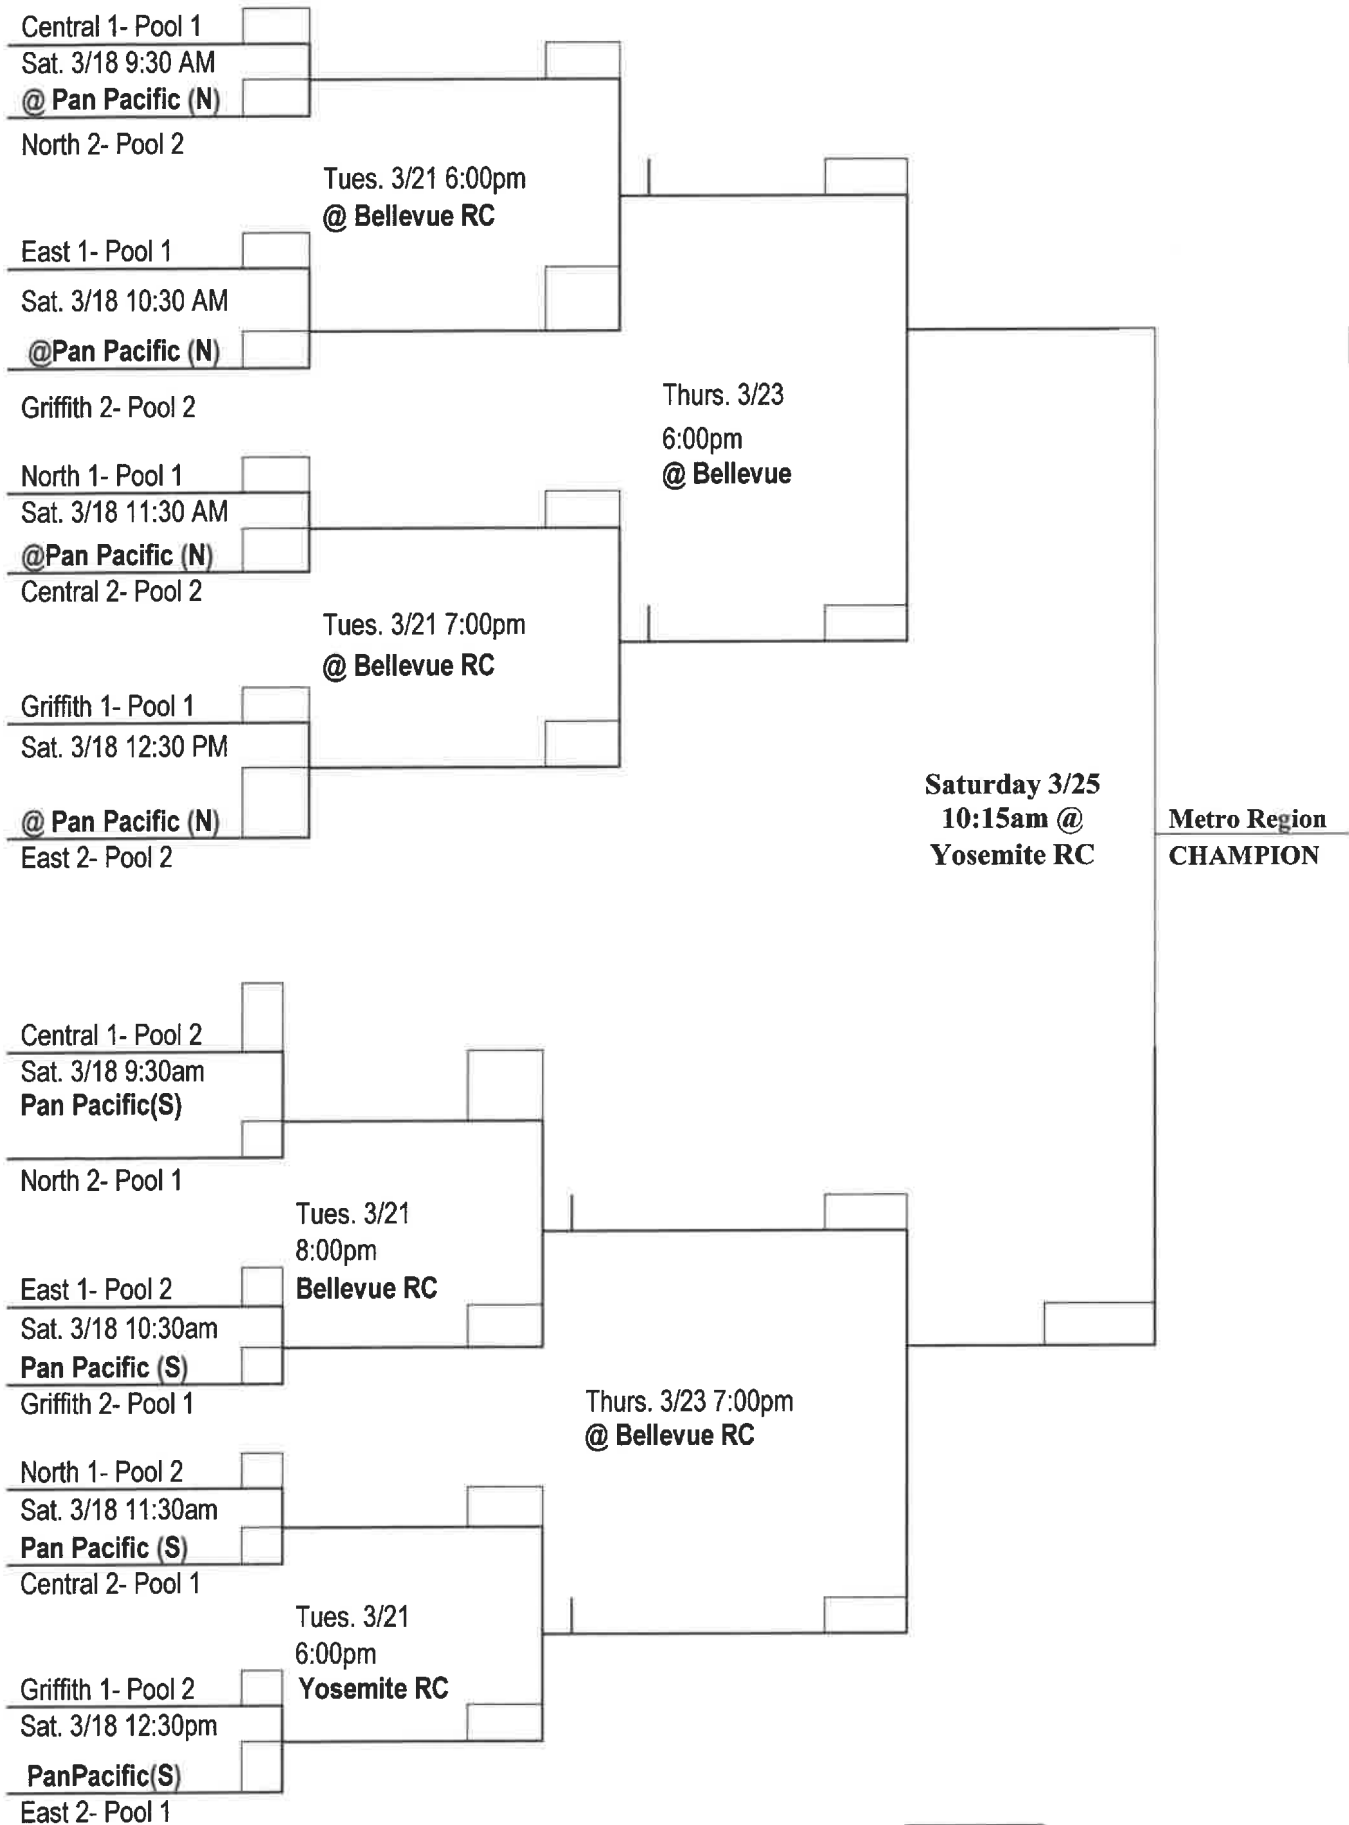 Central 1- Pool 1
Sat. 3/18 9:30 AM
@ Pan Pacific (N)
North 2- Pool 2
Tues. 3/21 6:00pm
@ Bellevue RC
East 1- Pool 1
Sat. 3/18 10:30 AM
@Pan Pacific (N)
Griffith 2- Pool 2
Thurs. 3/23
6:00pm
@ Bellevue
North 1- Pool 1
Sat. 3/18 11:30 AM
@Pan Pacific (N)
Central 2- Pool 2
Tues. 3/21 7:00pm
@ Bellevue RC
Griffith 1- Pool 1
Sat. 3/18 12:30 PM
@ Pan Pacific (N)
East 2- Pool 2
Saturday 3/25
10:15am @
Yosemite RC
Metro Region
CHAMPION
Central 1- Pool 2
Sat. 3/18 9:30am
Pan Pacific(S)
North 2- Pool 1
Tues. 3/21
8:00pm
Bellevue RC
East 1- Pool 2
Sat. 3/18 10:30am
Pan Pacific (S)
Griffith 2- Pool 1
Thurs. 3/23 7:00pm
@ Bellevue RC
North 1- Pool 2
Sat. 3/18 11:30am
Pan Pacific (S)
Central 2- Pool 1
Tues. 3/21
6:00pm
Yosemite RC
Griffith 1- Pool 2
Sat. 3/18 12:30pm
PanPacific(S)
East 2- Pool 1